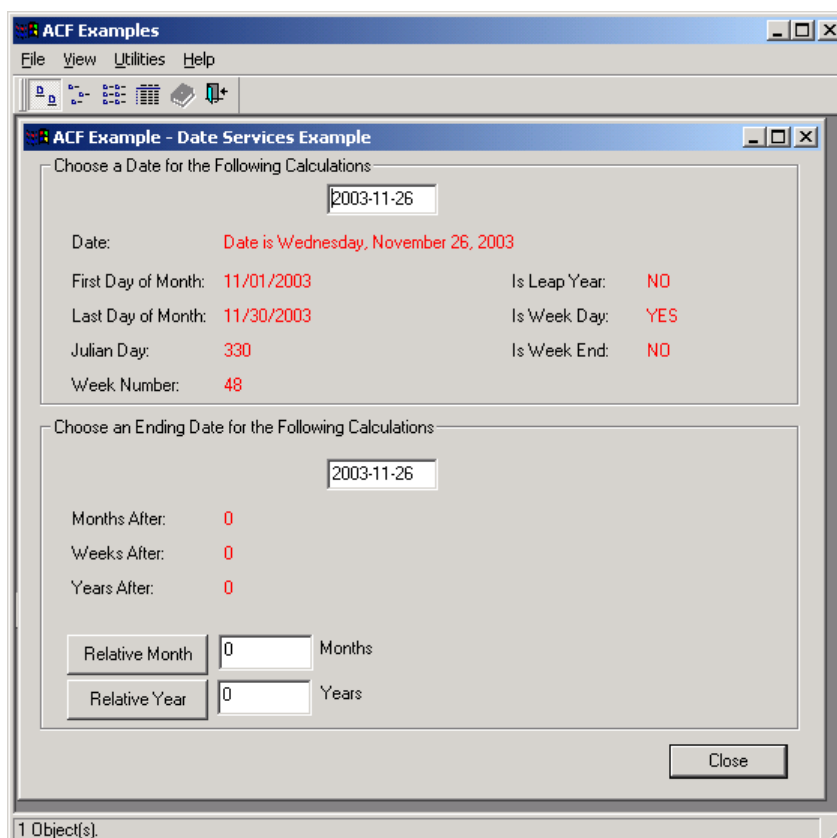 ACF Examples
File View Utilities Help
ACF Example - Date Services Example
Choose a Date for the Following Calculations
2003-11-26
Date: Date is Wednesday, November 26, 2003
First Day of Month: 11/01/2003 Is Leap Year: NO
Last Day of Month: 11/30/2003 Is Week Day: YES
Julian Day: 330 Is Week End: NO
Week Number: 48
Choose an Ending Date for the Following Calculations
2003-11-26
Months After: 0
Weeks After: 0
Years After: 0
Relative Month 0 Months
Relative Year 0 Years
Close
1 Object(s).